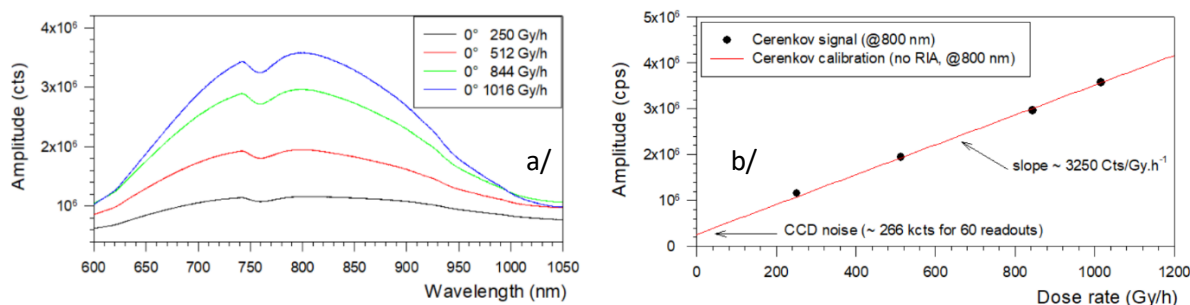 Amplitude (cts)
4x10⁶
3x10⁶
2x10⁶
10⁶
0° 250 Gy/h
0° 512 Gy/h
0° 844 Gy/h
0° 1016 Gy/h
a/
600 650 700 750 800 850 900 950 1000 1050
Wavelength (nm)
Amplitude (cps)
5x10⁶
4x10⁶
3x10⁶
2x10⁶
1x10⁶
0
Cerenkov signal (@800 nm)
Cerenkov calibration (no RIA, @800 nm)
b/
slope ~ 3250 Cts/Gy.h⁻¹
CCD noise (~ 266 kcts for 60 readouts)
0 200 400 600 800 1000 1200
Dose rate (Gy/h)